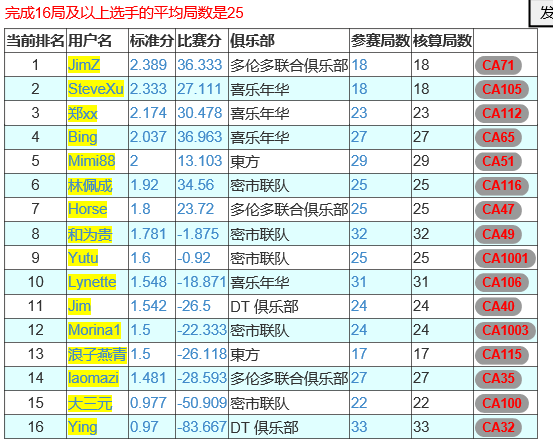 完成16局及以上选手的平均局数是25
发
当前排名 用户名 标准分 比赛分 俱乐部 参赛局数 核算局数
1 JimZ 2.389 36.333 多伦多联合俱乐部 18 18 CA71
2 SteveXu 2.333 27.111 喜乐年华 18 18 CA105
3 郑xx 2.174 30.478 喜乐年华 23 23 CA112
4 Bing 2.037 36.963 喜乐年华 27 27 CA65
5 Mimi88 2 13.103 東方 29 29 CA51
6 林佩成 1.92 34.56 密市联队 25 25 CA116
7 Horse 1.8 23.72 多伦多联合俱乐部 25 25 CA47
8 和为贵 1.781 -1.875 密市联队 32 32 CA49
9 Yutu 1.6 -0.92 密市联队 25 25 CA1001
10 Lynette 1.548 -18.871 喜乐年华 31 31 CA106
11 Jim 1.542 -26.5 DT 俱乐部 24 24 CA40
12 Morina1 1.5 -22.333 密市联队 24 24 CA1003
13 浪子燕青 1.5 -26.118 東方 17 17 CA115
14 laomazi 1.481 -28.593 多伦多联合俱乐部 27 27 CA35
15 大三元 0.977 -50.909 密市联队 22 22 CA100
16 Ying 0.97 -83.667 DT 俱乐部 33 33 CA32